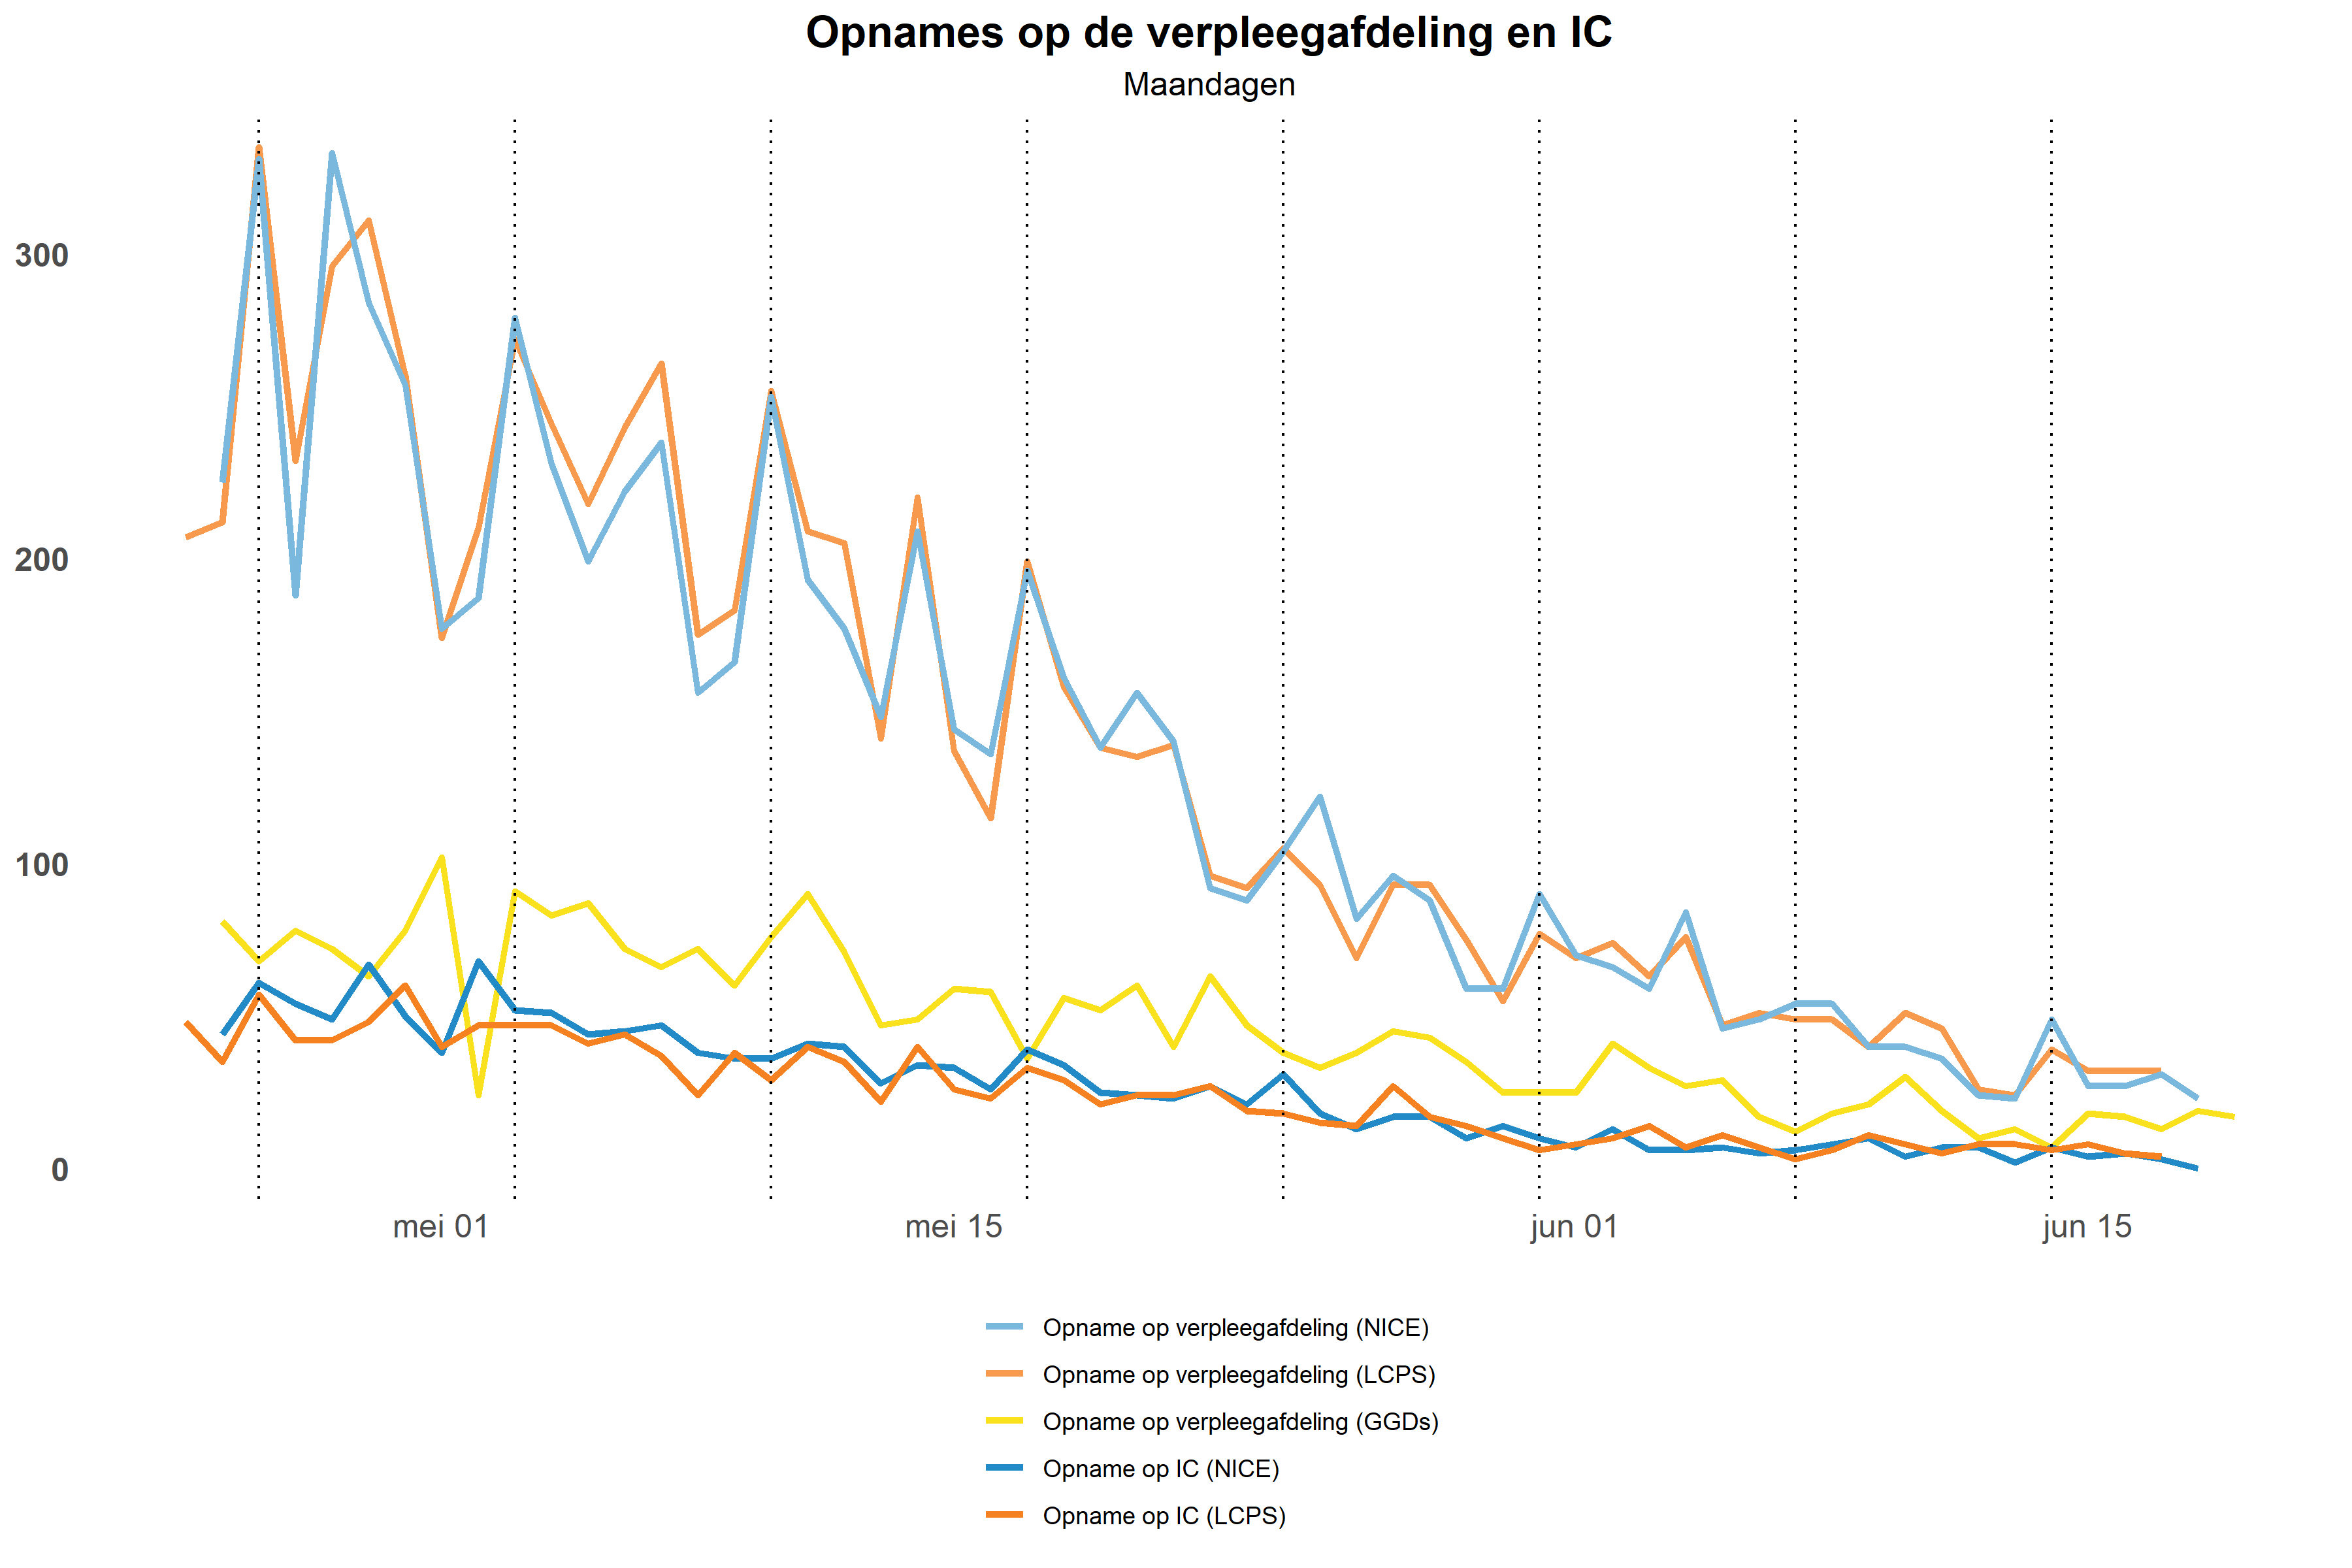 Opnames op de verpleegafdeling en IC
Maandagen
300
200
100
0
mei 01
mei 15
jun 01
jun 15
Opname op verpleegafdeling (NICE)
Opname op verpleegafdeling (LCPS)
Opname op verpleegafdeling (GGDs)
Opname op IC (NICE)
Opname op IC (LCPS)